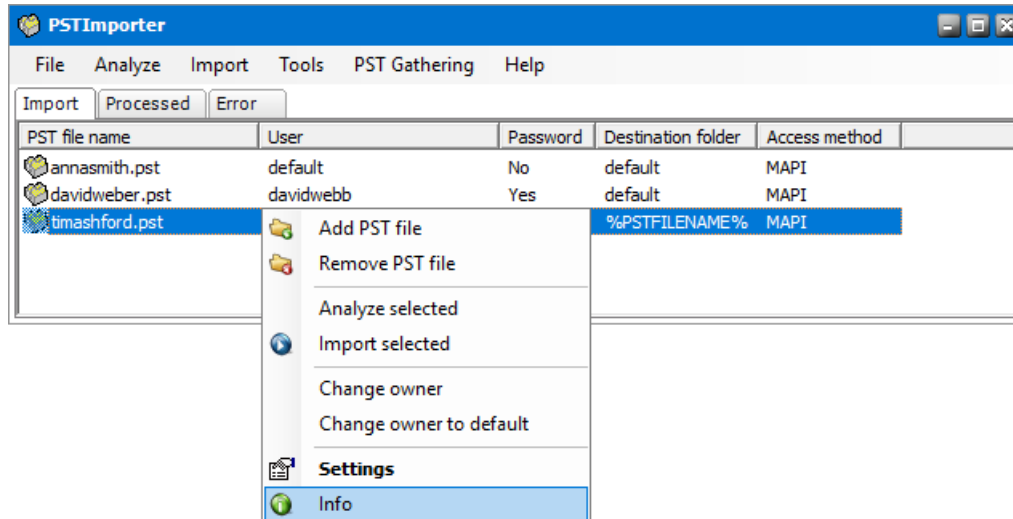 PSTImporter
File Analyze Import Tools PST Gathering Help
Import Processed Error
PST file name User Password Destination folder Access method
annasmith.pst default No default MAPI
davidweber.pst davidwebb Yes default MAPI
timashford.pst %PSTFILENAME% MAPI
Add PST file
Remove PST file
Analyze selected
Import selected
Change owner
Change owner to default
Settings
Info